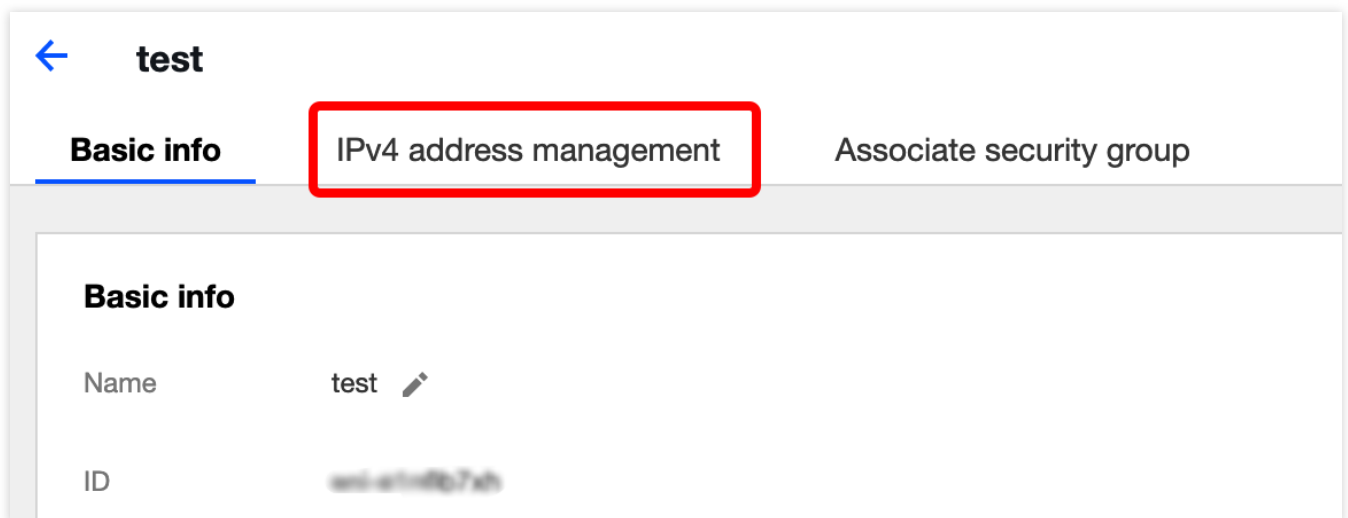 test
Basic info IPv4 address management Associate security group
Basic info
Name test
ID